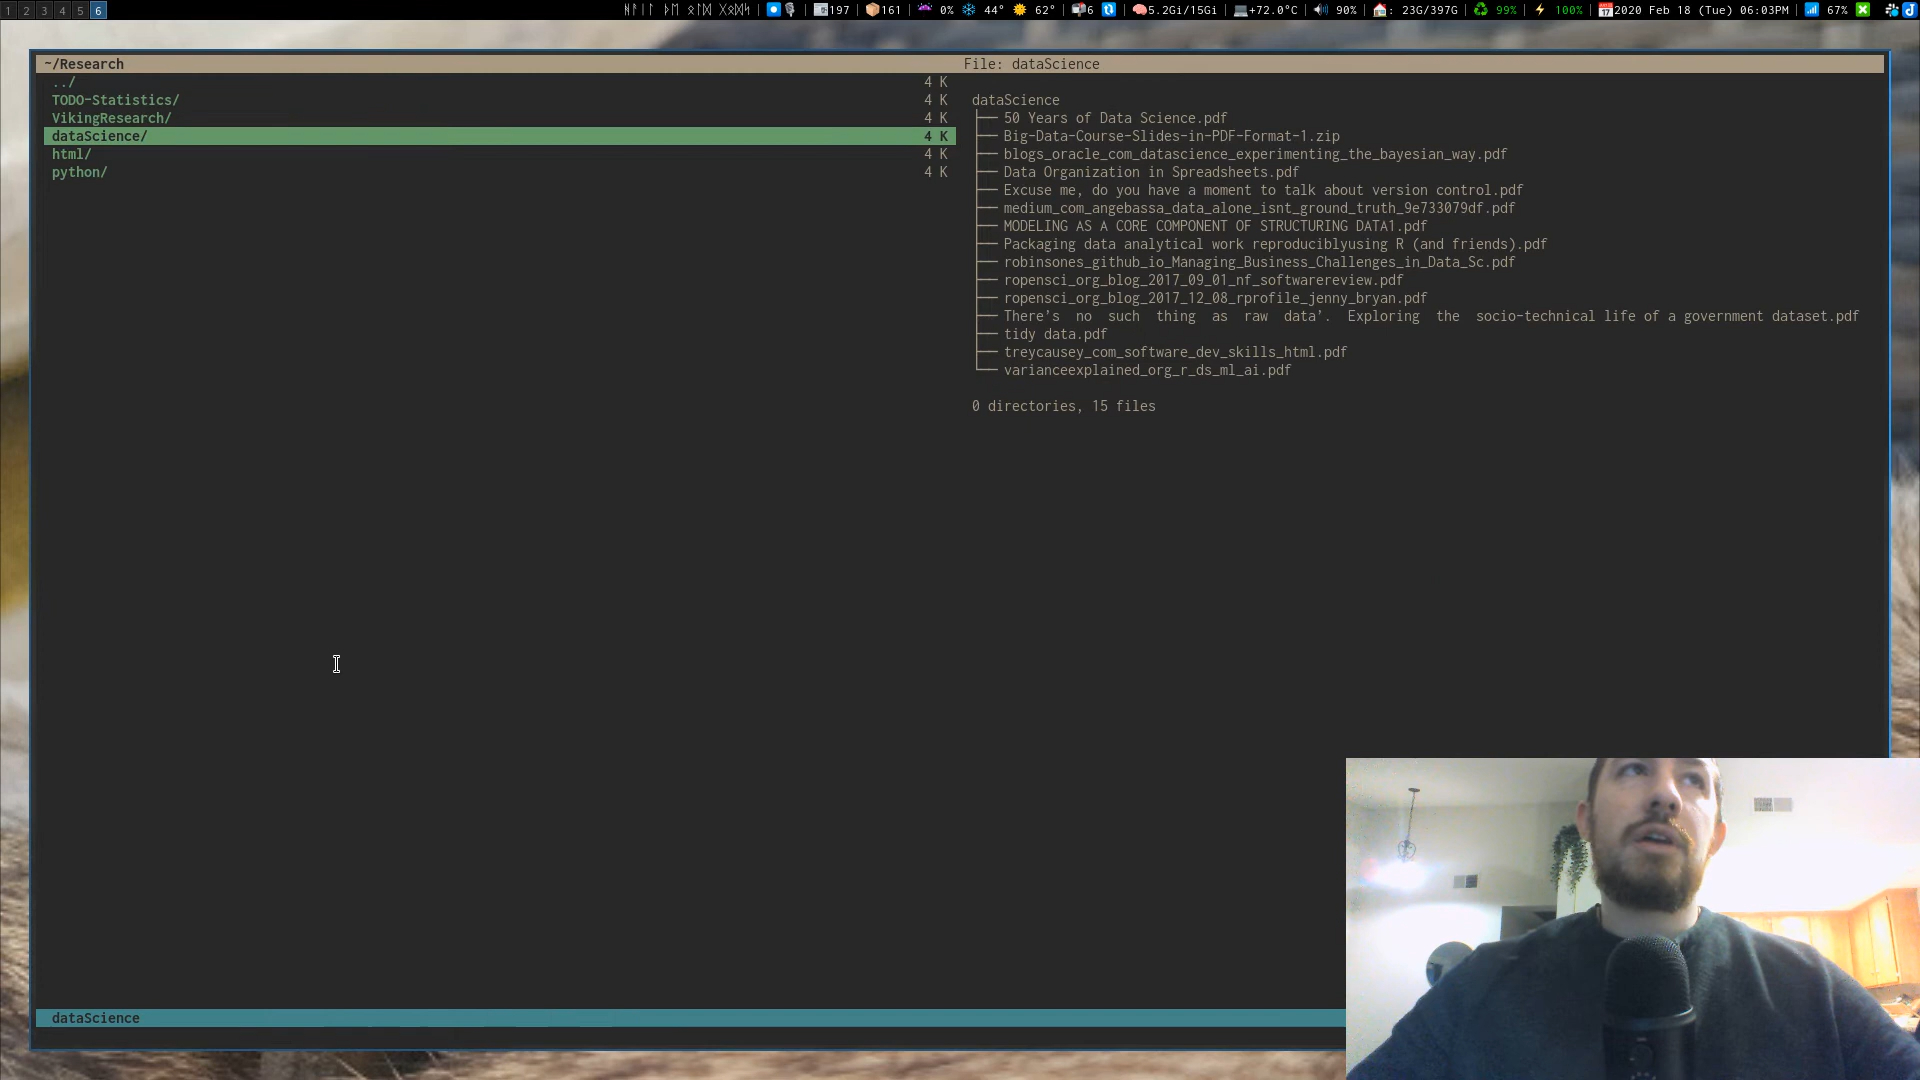 1 2 3 4 5 6 ᚺᚨᛁᛚ ᚦᛖ ᛟᛚᛞ ᚷᛟᛞᛊ | | 197 | 161 | 0% 44° 62° | 6 | 5.2Gi/15Gi | +72.0°C | 90% | : 23G/397G | 99% | 100% | 2020 Feb 18 (Tue) 06:03PM | 67%
~/Research
../ 4 K
TODO-Statistics/ 4 K
VikingResearch/ 4 K
dataScience/ 4 K
html/ 4 K
python/ 4 K
File: dataScience
dataScience
├── 50 Years of Data Science.pdf
├── Big-Data-Course-Slides-in-PDF-Format-1.zip
├── blogs_oracle_com_datascience_experimenting_the_bayesian_way.pdf
├── Data Organization in Spreadsheets.pdf
├── Excuse me, do you have a moment to talk about version control.pdf
├── medium_com_angebassa_data_alone_isnt_ground_truth_9e733079df.pdf
├── MODELING AS A CORE COMPONENT OF STRUCTURING DATA1.pdf
├── Packaging data analytical work reproduciblyusing R (and friends).pdf
├── robinsones_github_io_Managing_Business_Challenges_in_Data_Sc.pdf
├── ropensci_org_blog_2017_09_01_nf_softwarereview.pdf
├── ropensci_org_blog_2017_12_08_rprofile_jenny_bryan.pdf
├── There’s no such thing as raw data’. Exploring the socio-technical life of a government dataset.pdf
├── tidy data.pdf
├── treycausey_com_software_dev_skills_html.pdf
└── varianceexplained_org_r_ds_ml_ai.pdf
0 directories, 15 files
dataScience